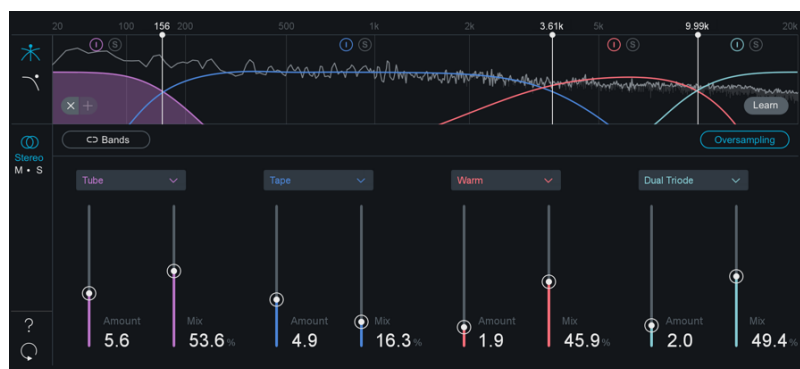 20 100 156 200 500 1k 2k 3.61k 5k 9.99k 20k
I S I S I S I S
Learn
Bands Oversampling
Stereo
M • S
Tube Tape Warm Dual Triode
Amount Mix Amount Mix Amount Mix Amount Mix
5.6 53.6% 4.9 16.3% 1.9 45.9% 2.0 49.4%
?